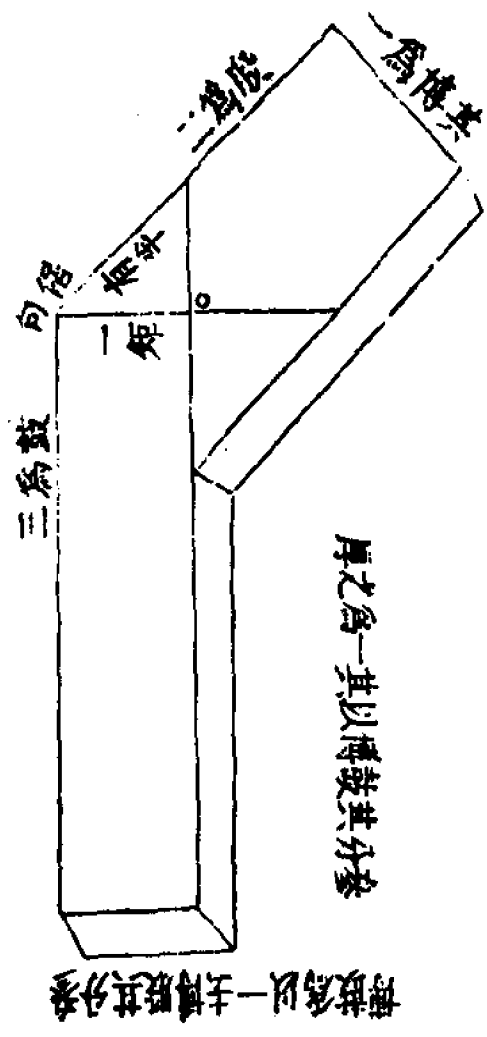 其博為一
股為二
倨句
一矩
有半
鼓為三
參分其鼓博以其一為之厚
參分其股博去一以為鼓博